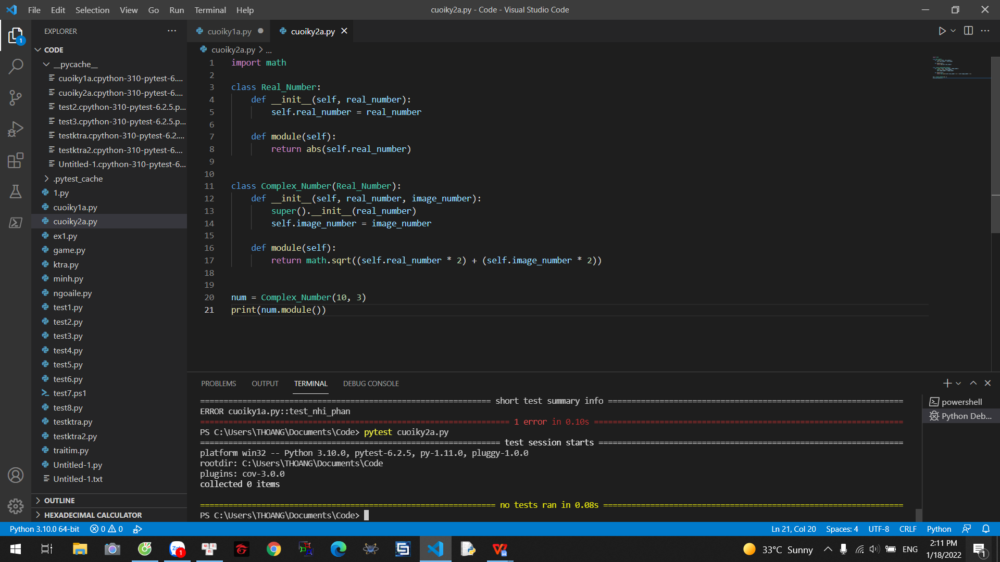 File Edit Selection View Go Run Terminal Help
cuoiky2a.py - Code - Visual Studio Code
EXPLORER
1
CODE
__pycache__
cuoiky1a.cpython-310-pytest-6....
cuoiky2a.cpython-310-pytest-6....
test2.cpython-310-pytest-6.2.5.p...
test3.cpython-310-pytest-6.2.5.p...
testktra.cpython-310-pytest-6.2....
testktra2.cpython-310-pytest-6....
Untitled-1.cpython-310-pytest-6...
.pytest_cache
1.py
cuoiky1a.py
cuoiky2a.py
ex1.py
game.py
ktra.py
minh.py
ngoaile.py
test1.py
test2.py
test3.py
test4.py
test5.py
test6.py
test7.ps1
test8.py
testktra.py
testktra2.py
traitim.py
Untitled-1.py
Untitled-1.txt
OUTLINE
HEXADECIMAL CALCULATOR
cuoiky1a.py
cuoiky2a.py
cuoiky2a.py > ...
1 import math
2
3 class Real_Number:
4 def __init__(self, real_number):
5 self.real_number = real_number
6
7 def module(self):
8 return abs(self.real_number)
9
10
11 class Complex_Number(Real_Number):
12 def __init__(self, real_number, image_number):
13 super().__init__(real_number)
14 self.image_number = image_number
15
16 def module(self):
17 return math.sqrt((self.real_number * 2) + (self.image_number * 2))
18
19
20 num = Complex_Number(10, 3)
21 print(num.module())
PROBLEMS OUTPUT TERMINAL DEBUG CONSOLE
============================================================== short test summary info ===============================================================
ERROR cuoiky1a.py::test_nhi_phan
================================================================== 1 error in 0.10s ==================================================================
PS C:\Users\THOANG\Documents\Code> pytest cuoiky2a.py
================================================================ test session starts =================================================================
platform win32 -- Python 3.10.0, pytest-6.2.5, py-1.11.0, pluggy-1.0.0
rootdir: C:\Users\THOANG\Documents\Code
plugins: cov-3.0.0
collected 0 items
=============================================================== no tests ran in 0.08s ================================================================
PS C:\Users\THOANG\Documents\Code>
powershell
Python Deb...
Python 3.10.0 64-bit 0 0
Ln 21, Col 20 Spaces: 4 UTF-8 CRLF Python
1
33°C Sunny
ENG
2:11 PM
1/18/2022
1